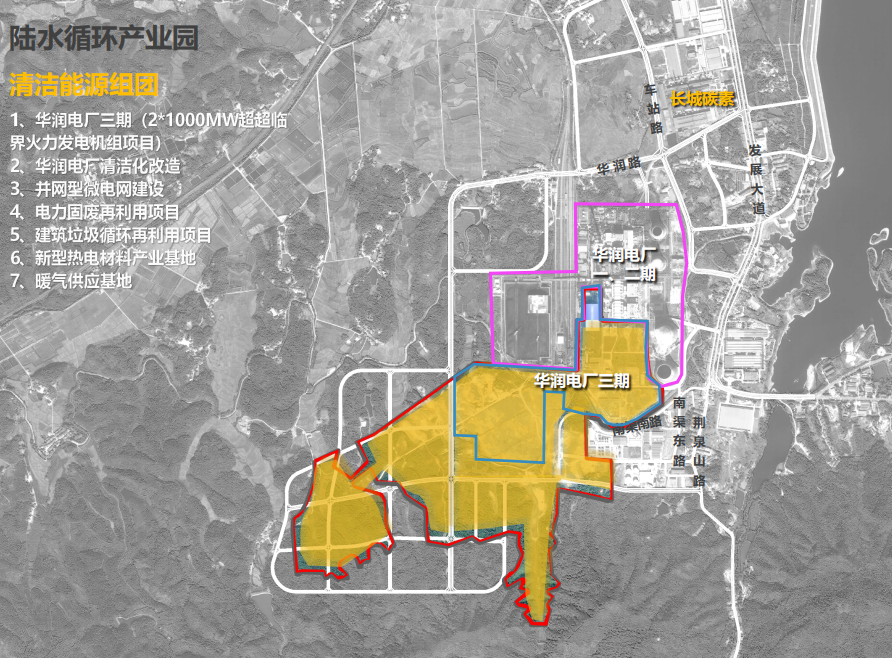 陆水循环产业园
清洁能源组团
1、华润电厂三期（2*1000MW超超临
界火力发电机组项目）
2、华润电厂清洁化改造
3、并网型微电网建设
4、电力固废再利用项目
5、建筑垃圾循环再利用项目
6、新型热电材料产业基地
7、暖气供应基地
长城碳素
车站路
华润路
发展大道
华润电厂
一、二期
华润电厂三期
南渠南路
南渠东路
荆泉山路